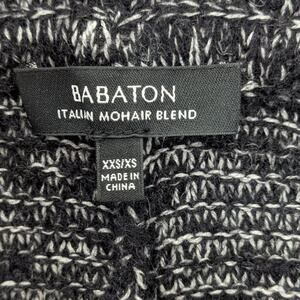 BABATON
ITALIAN MOHAIR BLEND
XXS/XS
MADE IN
CHINA